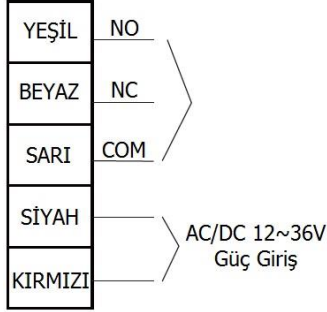 YEŞİL NO
BEYAZ NC
SARI COM
SİYAH
AC/DC 12~36V
Güç Giriş
KIRMIZI